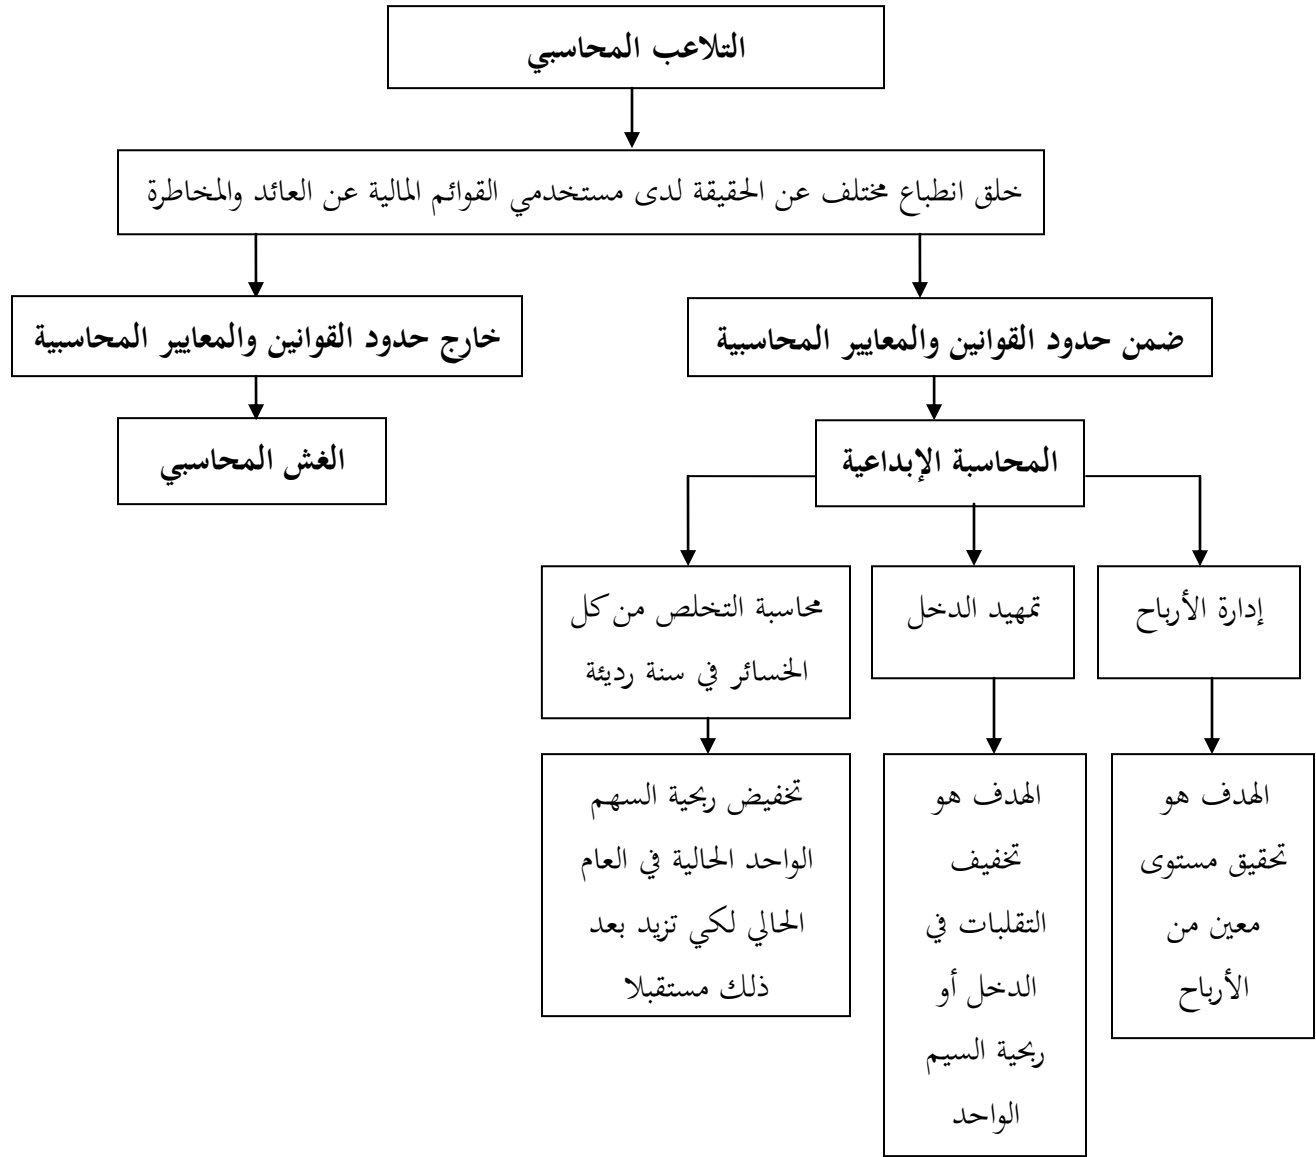 التلاعب المحاسبي
خلق انطباع مختلف عن الحقيقة لدى مستخدمي القوائم المالية عن العائد والمخاطرة
ضمن حدود القوانين والمعايير المحاسبية
خارج حدود القوانين والمعايير المحاسبية
المحاسبة الإبداعية
الغش المحاسبي
إدارة الأرباح
تمهيد الدخل
محاسبة التخلص من كل
الخسائر في سنة رديئة
الهدف هو
تحقيق مستوى
معين من
الأرباح
الهدف هو
تخفيف
التقلبات في
الدخل أو
ربحية السيم
الواحد
تخفيض ربحية السهم
الواحد الحالية في العام
الحالي لكي تزيد بعد
ذلك مستقبلا